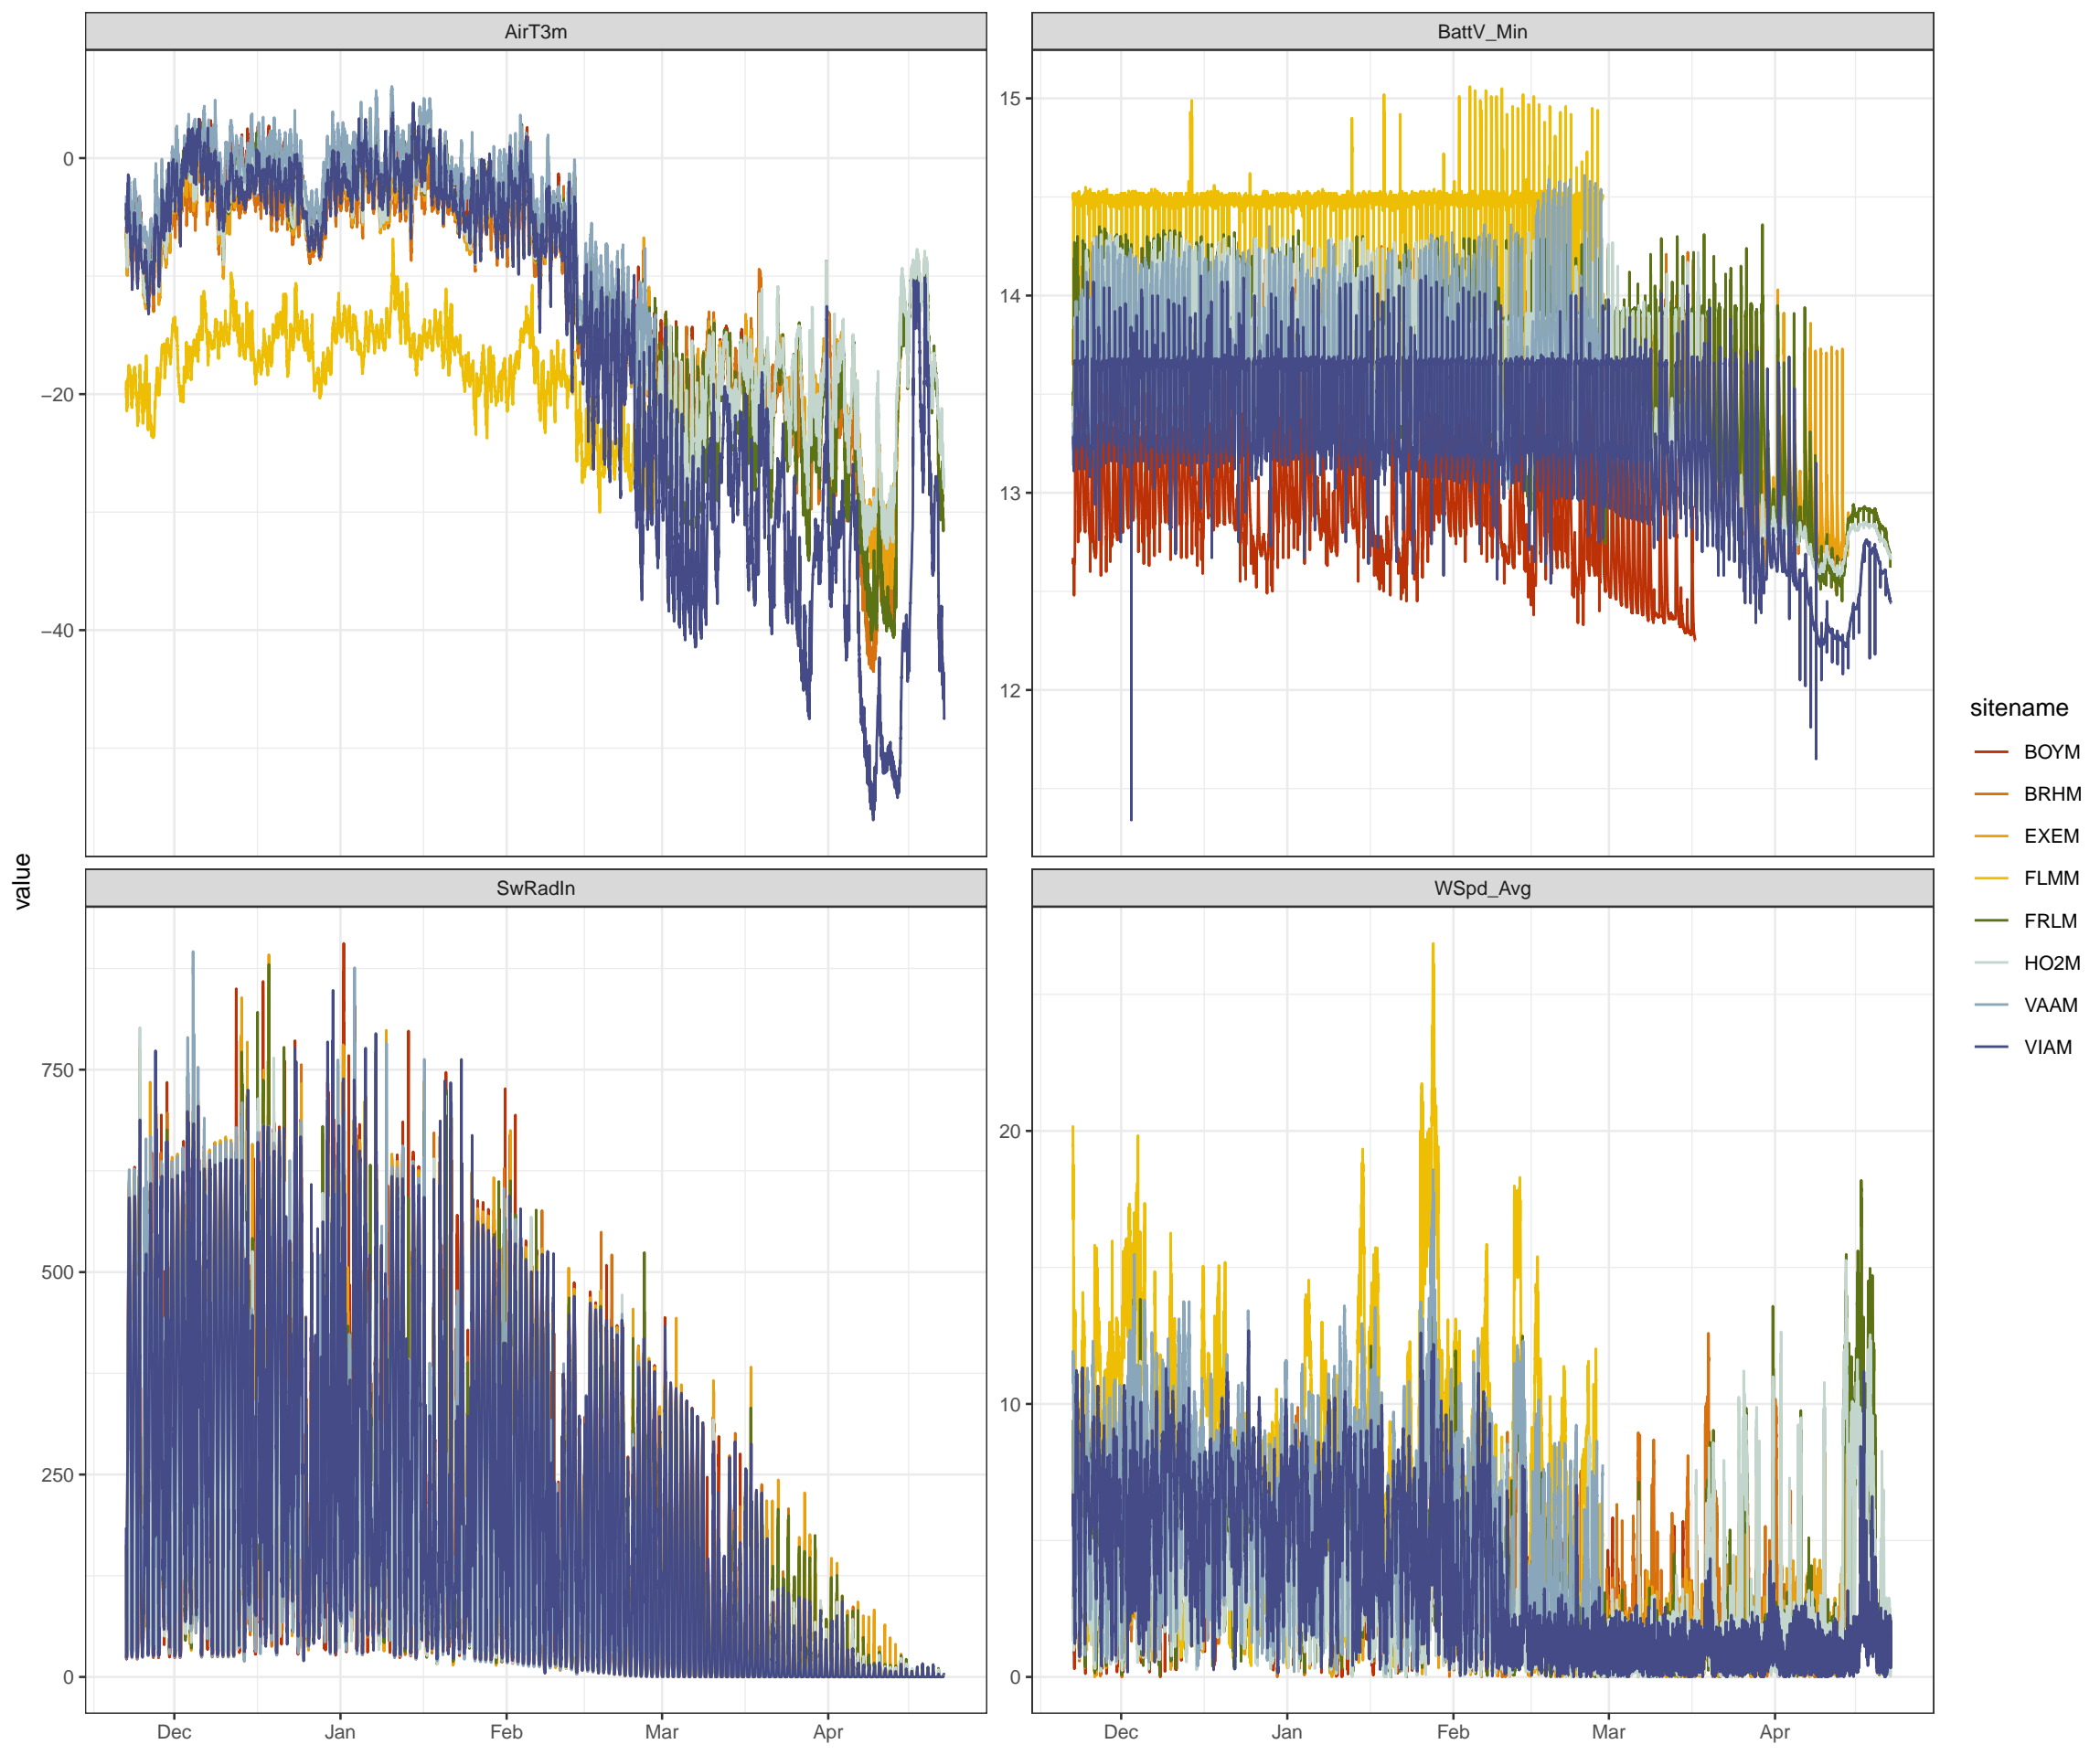 AirT3m
BattV_Min
0
−20
−40
15
14
13
12
value
SwRadIn
WSpd_Avg
750
500
250
0
20
10
0
Dec
Jan
Feb
Mar
Apr
Dec
Jan
Feb
Mar
Apr
sitename
BOYM
BRHM
EXEM
FLMM
FRLM
HO2M
VAAM
VIAM